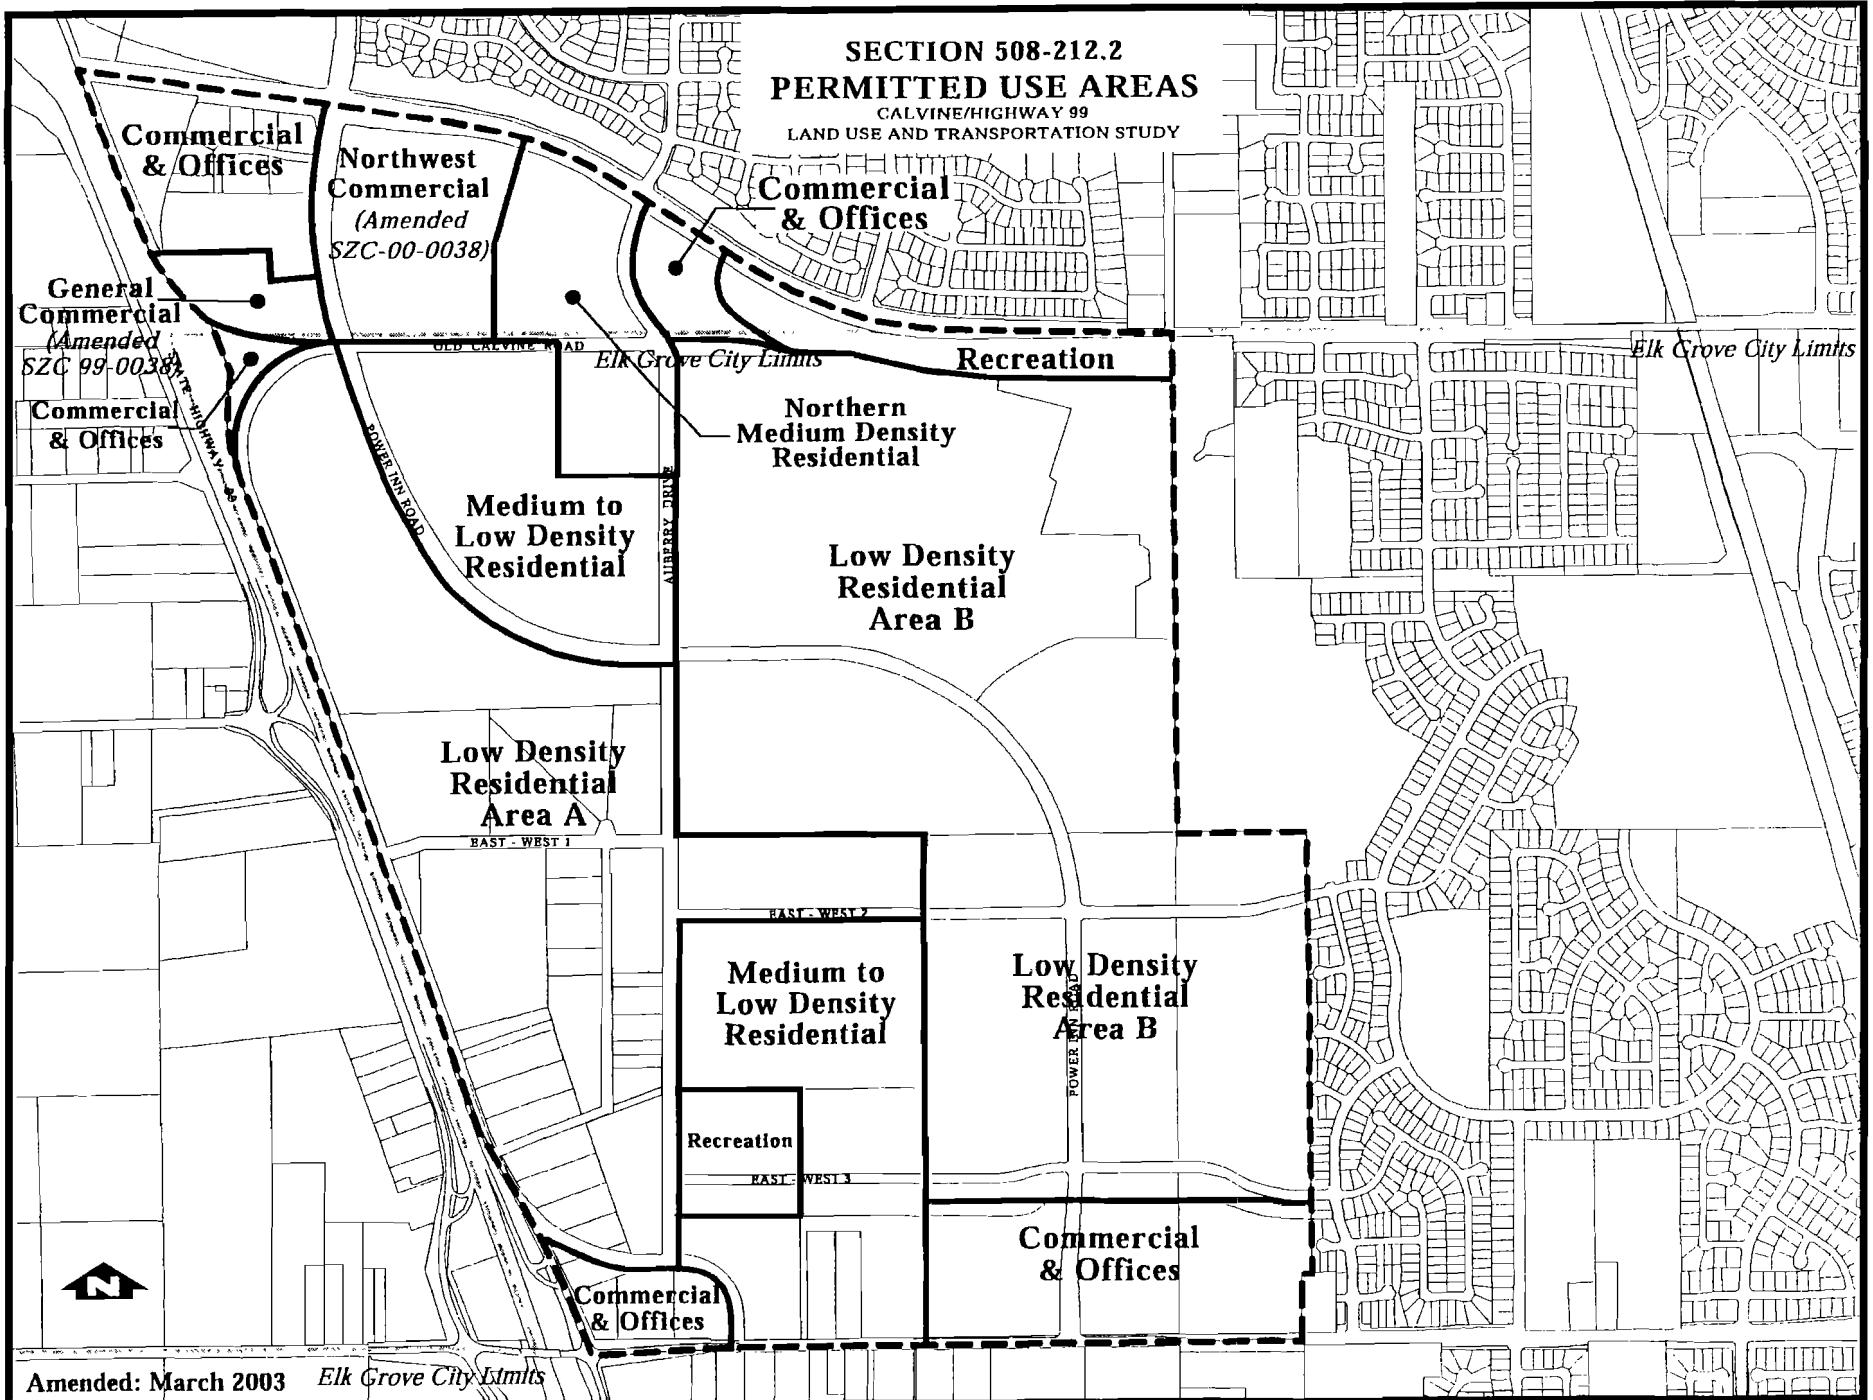 SECTION 508-212.2
PERMITTED USE AREAS
CALVINE/HIGHWAY 99
LAND USE AND TRANSPORTATION STUDY
Commercial
& Offices
Northwest
Commercial
(Amended
SZC-00-0038)
Commercial
& Offices
General
Commercial
(Amended
SZC 99-0038)
OLD CALVINE ROAD
Elk Grove City Limits
Recreation
Elk Grove City Limits
Commercial
& Offices
STATE HIGHWAY 99
POWER INN ROAD
Northern
Medium Density
Residential
Medium to
Low Density
Residential
AUBERRY DRIVE
Low Density
Residential
Area B
Low Density
Residential
Area A
EAST - WEST 1
EAST - WEST 2
Medium to
Low Density
Residential
Low Density
Residential
Area B
POWER INN ROAD
Recreation
EAST - WEST 3
Commercial
& Offices
N
Commercial
& Offices
Amended: March 2003
Elk Grove City Limits